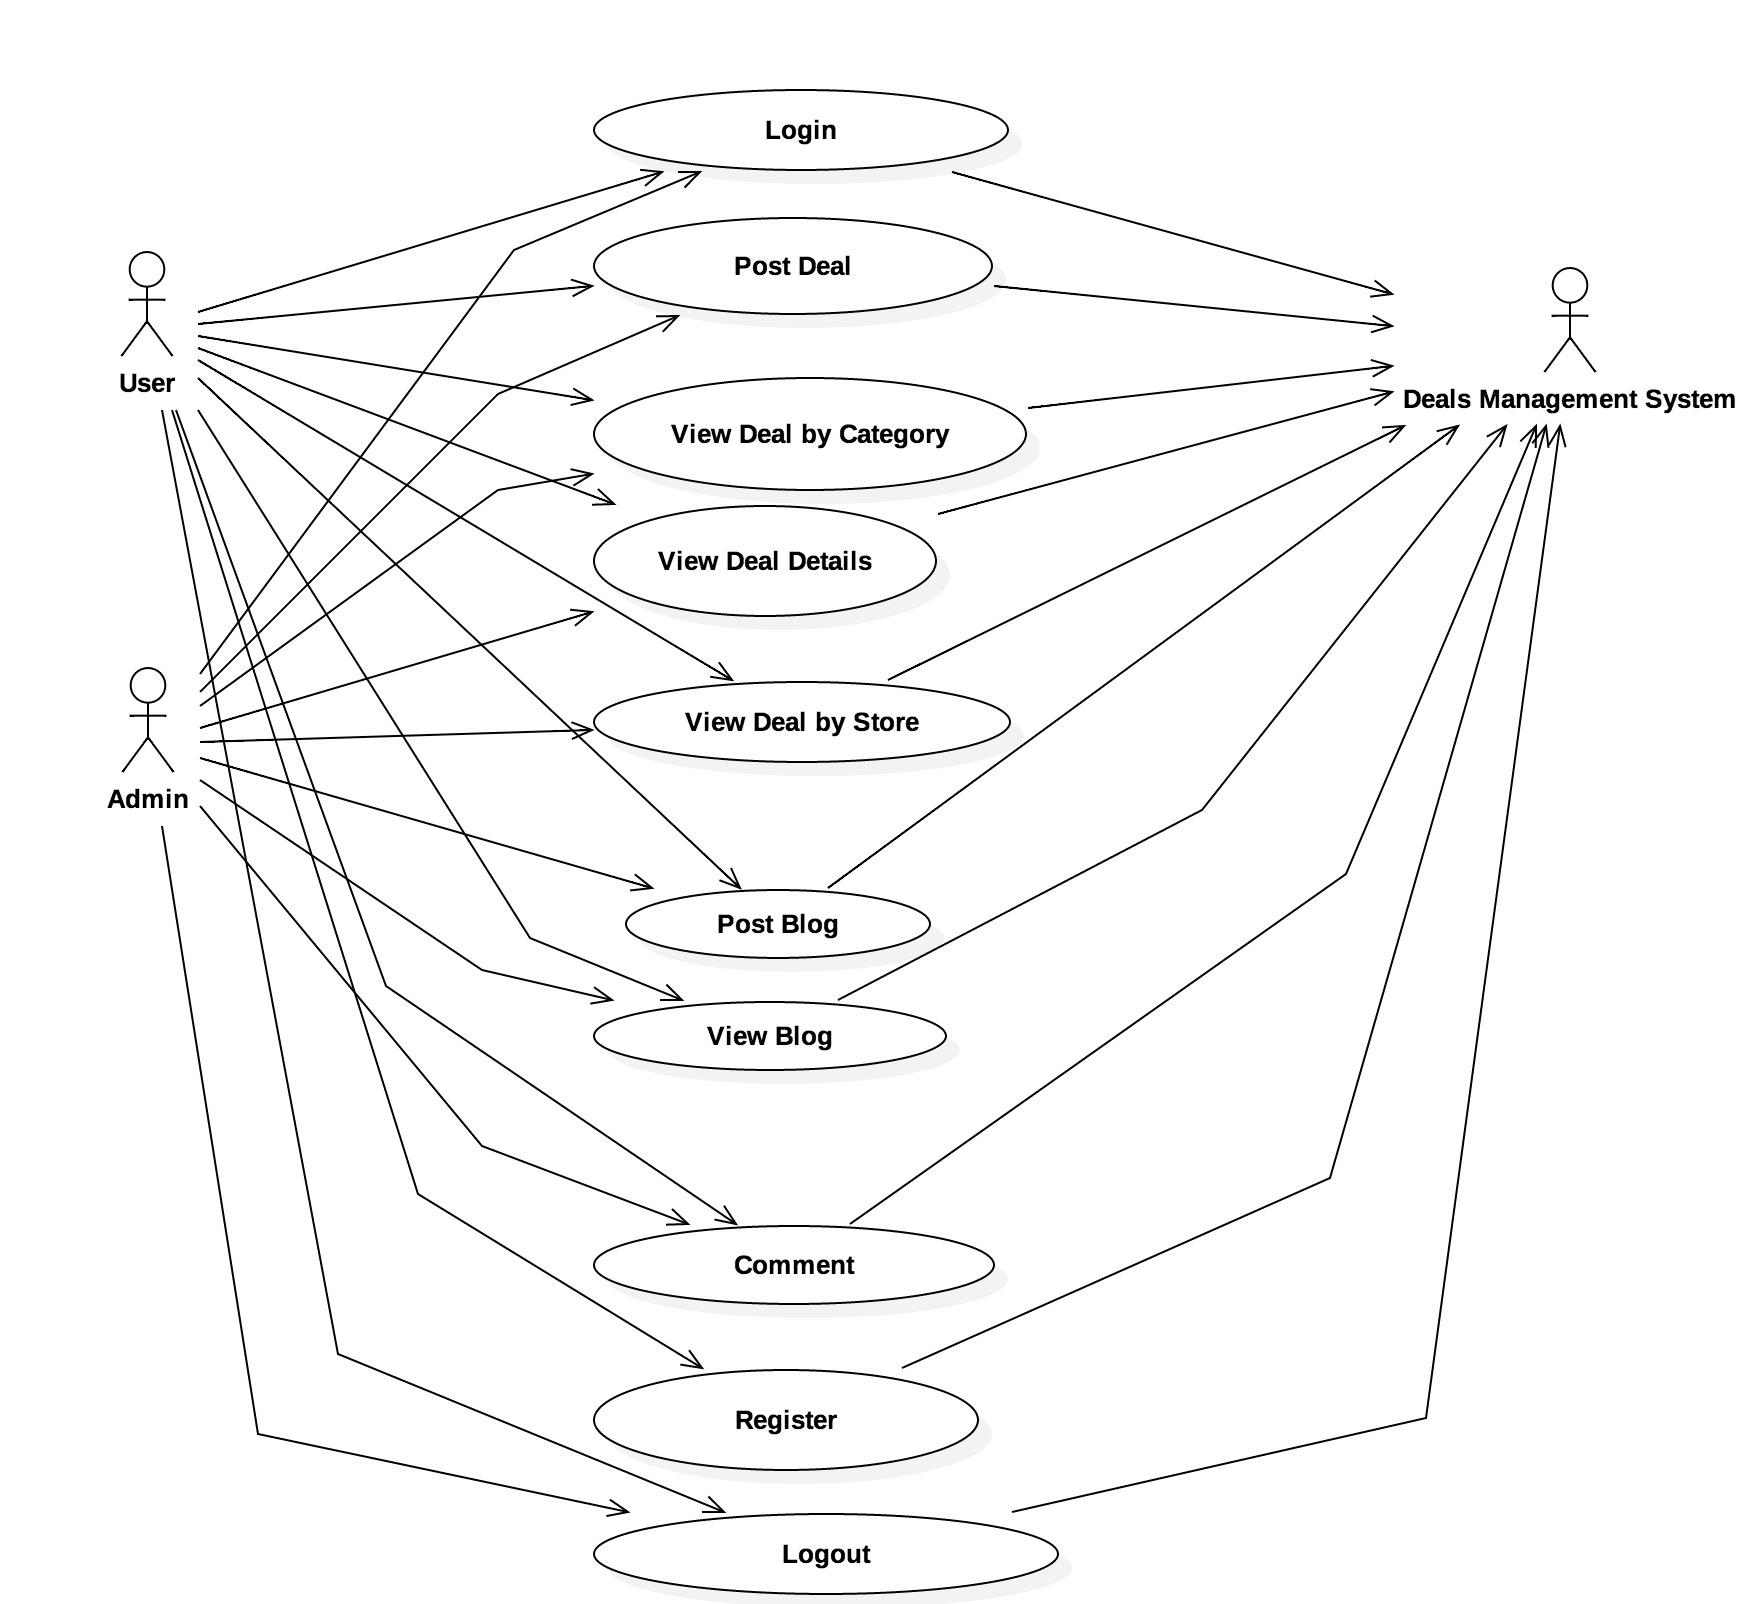 Login
Post Deal
User
Deals Management System
View Deal by Category
View Deal Details
View Deal by Store
Admin
Post Blog
View Blog
Comment
Register
Logout